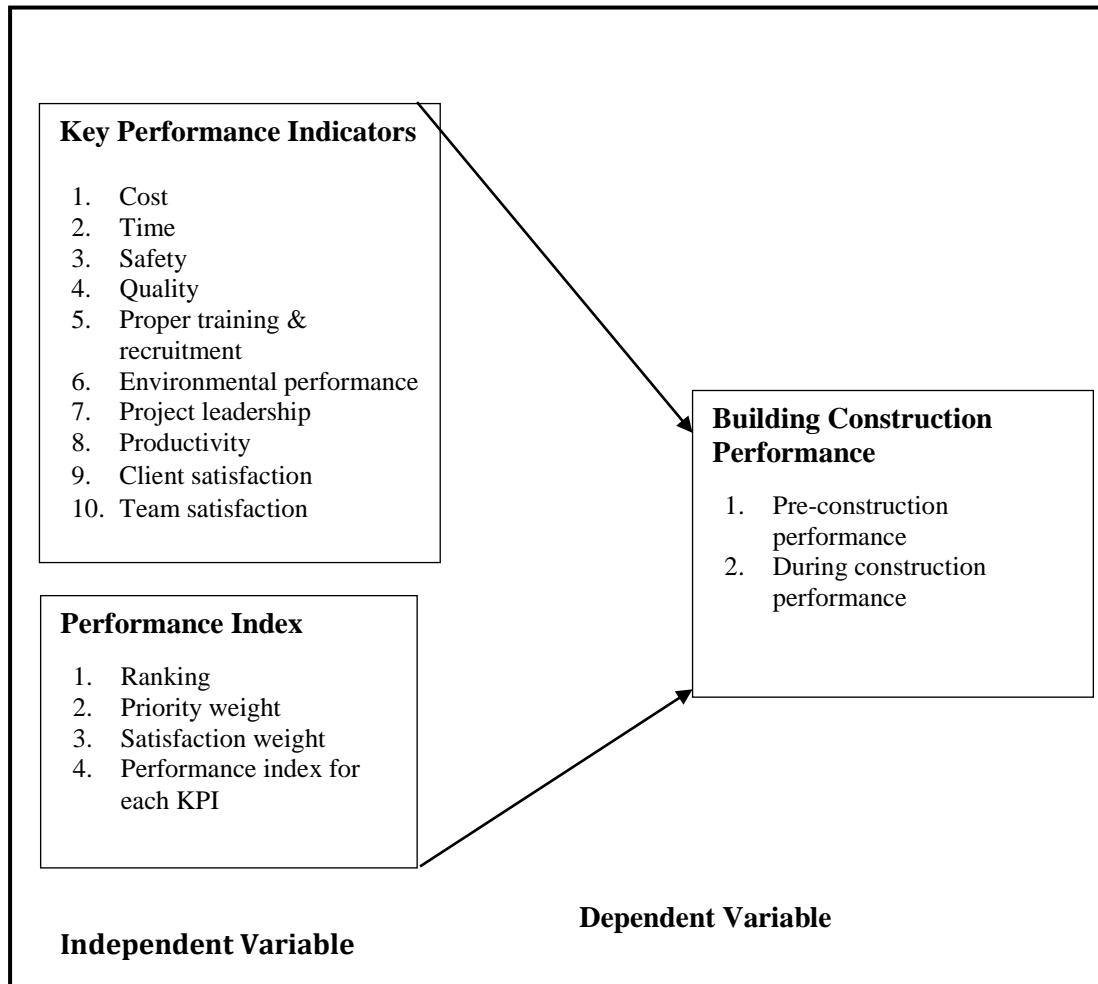 Key Performance Indicators
1. Cost
2. Time
3. Safety
4. Quality
5. Proper training &
recruitment
6. Environmental performance
7. Project leadership
8. Productivity
9. Client satisfaction
10. Team satisfaction
Performance Index
1. Ranking
2. Priority weight
3. Satisfaction weight
4. Performance index for
each KPI
Independent Variable
Building Construction
Performance
1. Pre-construction
performance
2. During construction
performance
Dependent Variable